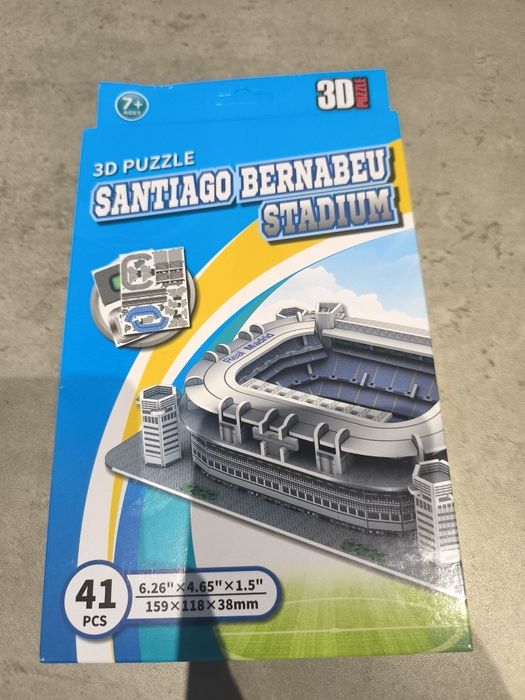 7+
AGES
3D PUZZLE
3D PUZZLE
SANTIAGO BERNABEU
STADIUM
Real Madrid
41
PCS
6.26"×4.65"×1.5"
159×118×38mm